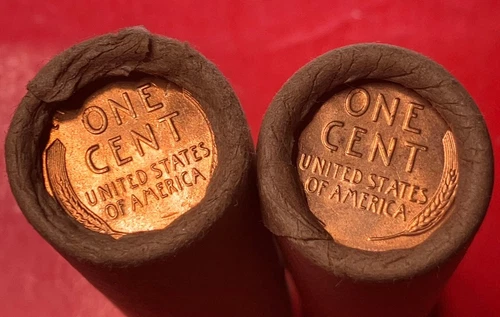 ONE
CENT
UNITED STATES
OF AMERICA
ONE
CENT
UNITED STATES
OF AMERICA